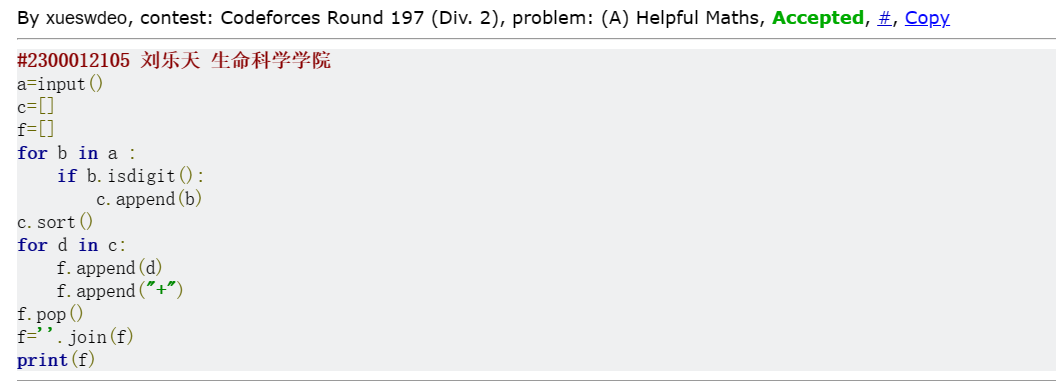 By xueswdeo, contest: Codeforces Round 197 (Div. 2), problem: (A) Helpful Maths, Accepted, #, Copy
#2300012105 刘乐天 生命科学学院
a=input()
c=[]
f=[]
for b in a :
    if b.isdigit():
        c.append(b)
c.sort()
for d in c:
    f.append(d)
    f.append("+")
f.pop()
f=''.join(f)
print(f)